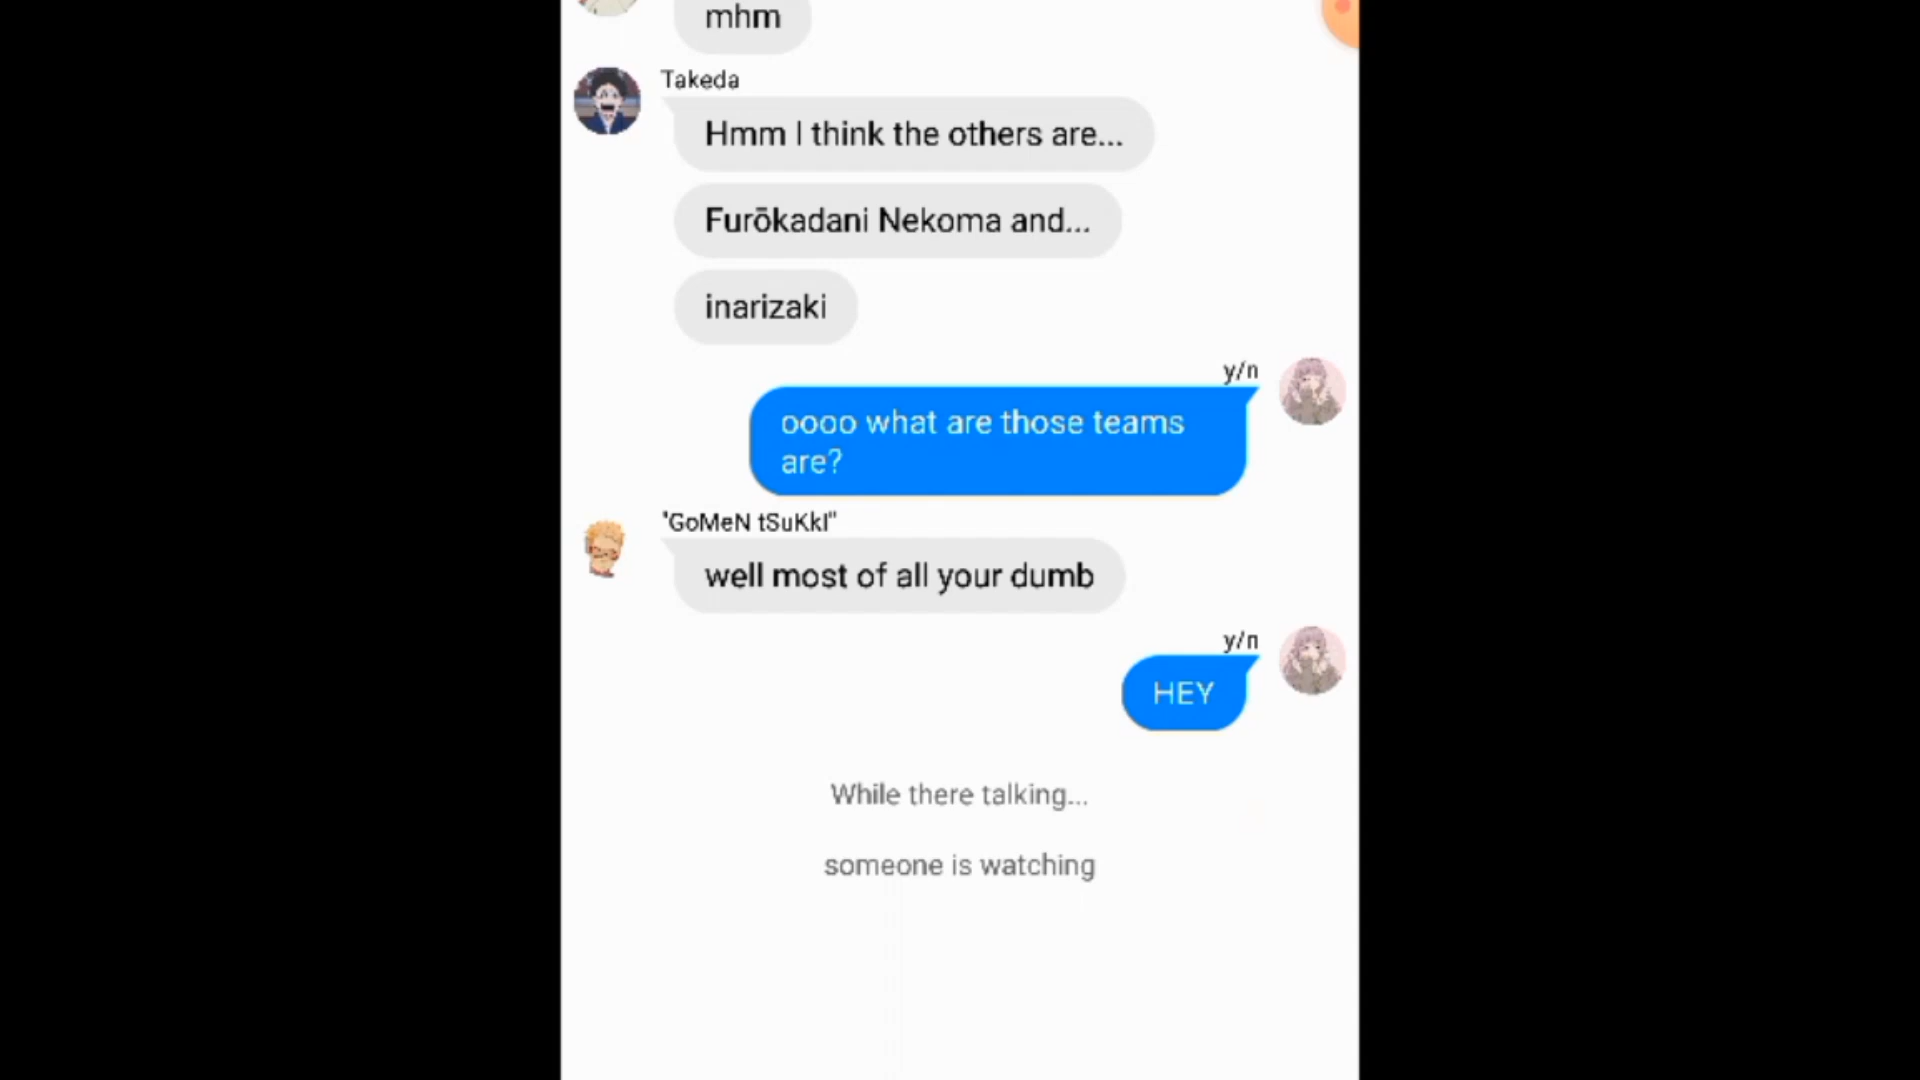 mhm
Takeda
Hmm I think the others are...
Furōkadani Nekoma and...
inarizaki
y/n
oooo what are those teams
are?
"GoMeN tSuKkI"
well most of all your dumb
y/n
HEY
While there talking...
someone is watching